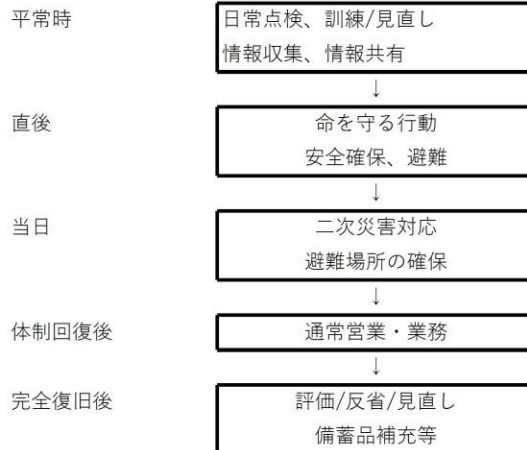 平常時
日常点検、訓練/見直し
情報収集、情報共有
↓
直後
命を守る行動
安全確保、避難
↓
当日
二次災害対応
避難場所の確保
↓
体制回復後
通常営業・業務
↓
完全復旧後
評価/反省/見直し
備蓄品補充等